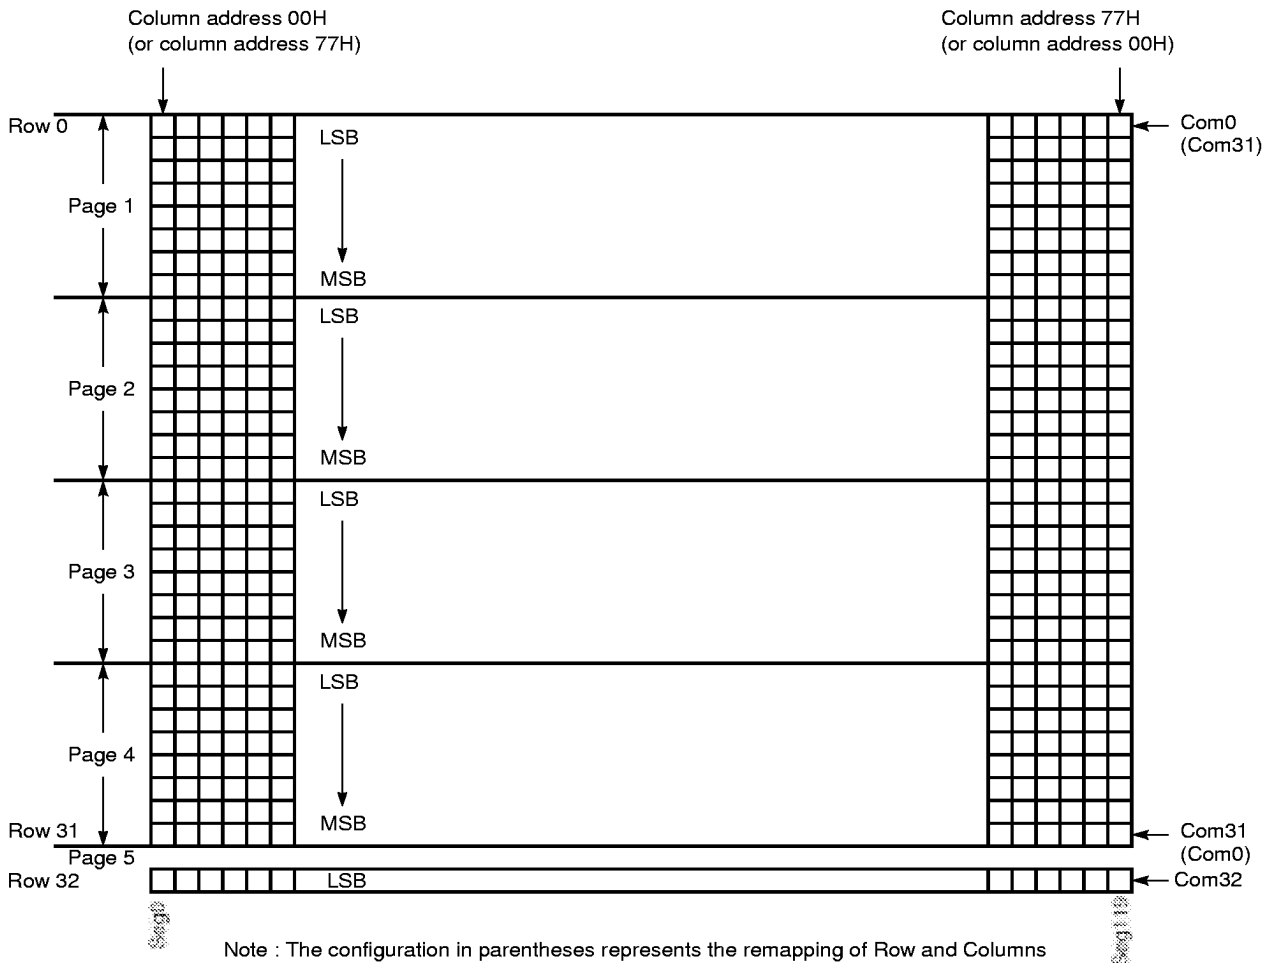 Column address 00H
(or column address 77H)
Column address 77H
(or column address 00H)
Row 0
LSB
Com0
(Com31)
Page 1
MSB
LSB
Page 2
MSB
LSB
Page 3
MSB
LSB
Page 4
MSB
Row 31
Com31
(Com0)
Page 5
Row 32
LSB
Com32
Seg0
Seg119
Note : The configuration in parentheses represents the remapping of Row and Columns